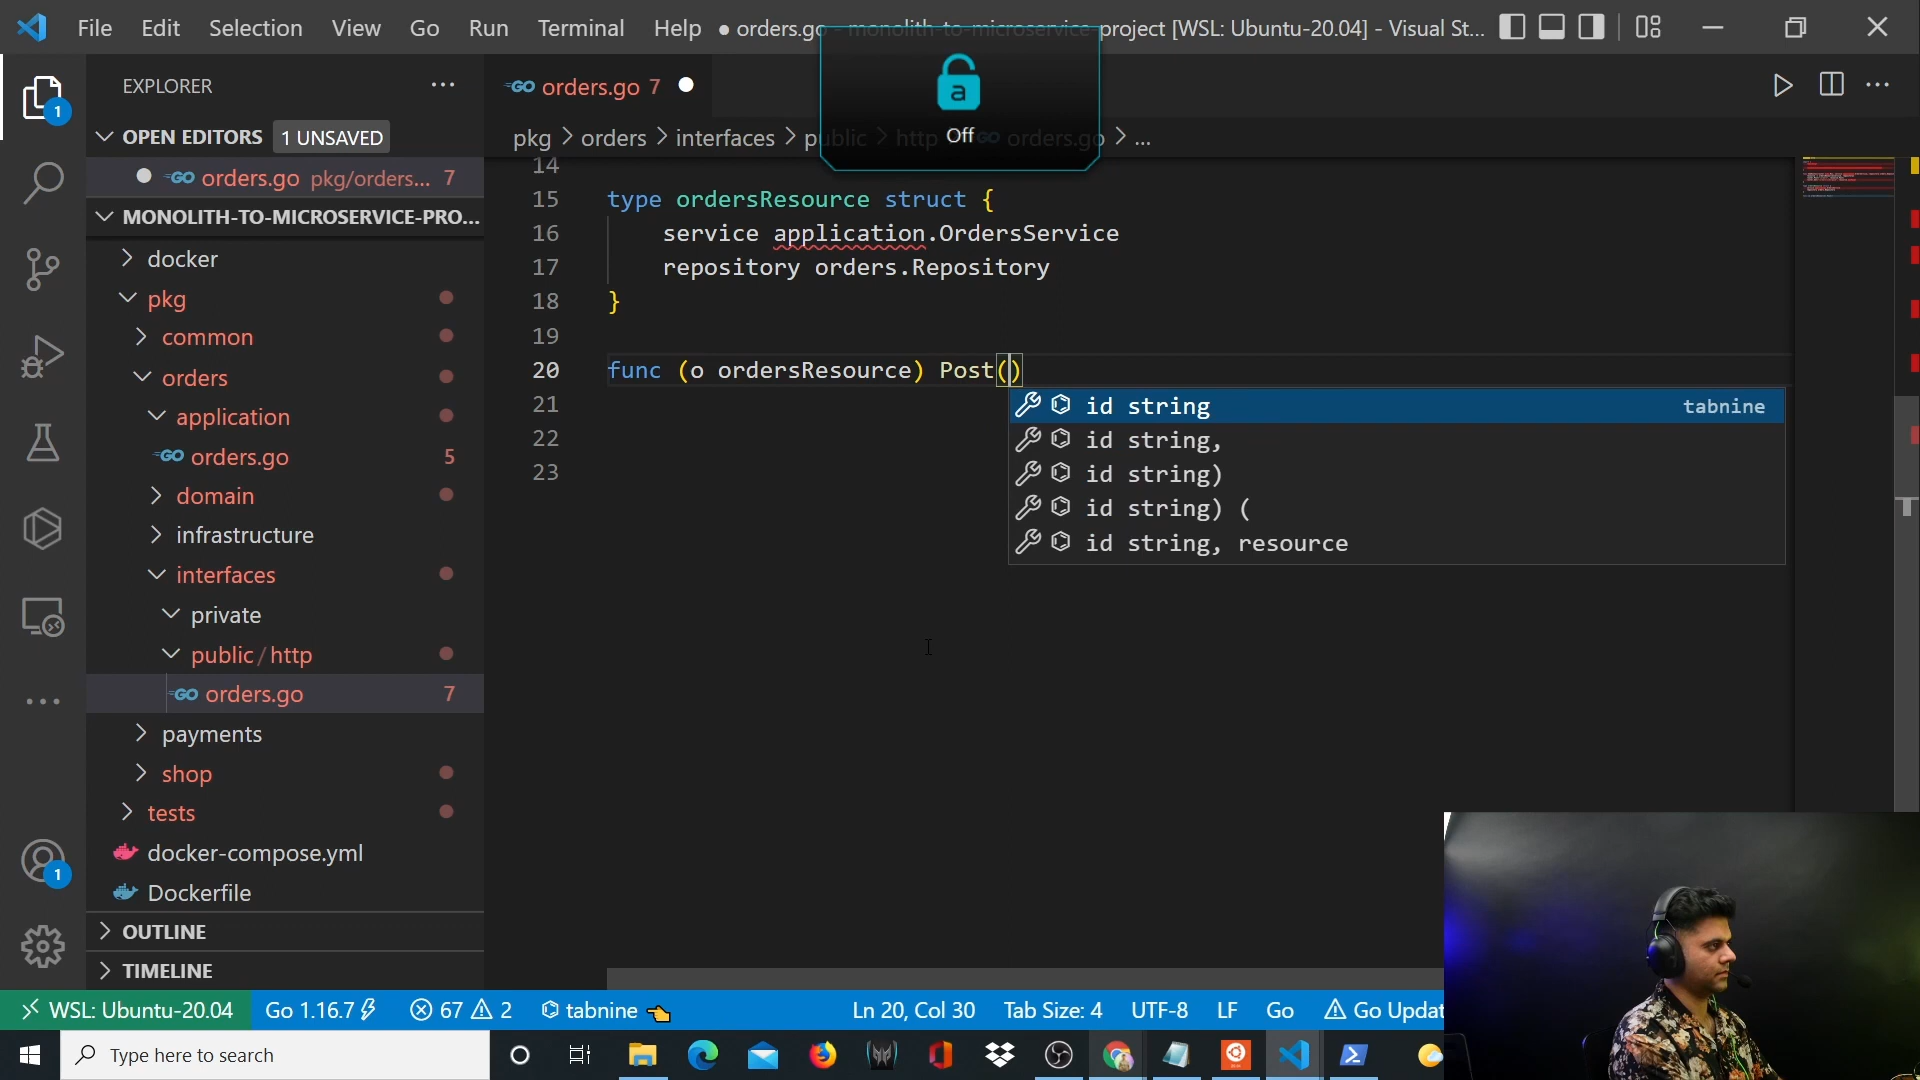 File Edit Selection View Go Run Terminal Help ● orders.go - monolith-to-microservice-project [WSL: Ubuntu-20.04] - Visual St...
a
Off
EXPLORER
OPEN EDITORS 1 UNSAVED
orders.go pkg/orders... 7
MONOLITH-TO-MICROSERVICE-PRO...
docker
pkg
common
orders
application
orders.go 5
domain
infrastructure
interfaces
private
public/http
orders.go 7
payments
shop
tests
docker-compose.yml
Dockerfile
OUTLINE
TIMELINE
1
1
orders.go 7
pkg > orders > interfaces > public > http > orders.go > ...
14
15 type ordersResource struct {
16 service application.OrdersService
17 repository orders.Repository
18 }
19
20 func (o ordersResource) Post()
21
22
23
id string tabnine
id string,
id string)
id string) (
id string, resource
WSL: Ubuntu-20.04 Go 1.16.7 67 2 tabnine Ln 20, Col 30 Tab Size: 4 UTF-8 LF Go Go Updat
Type here to search